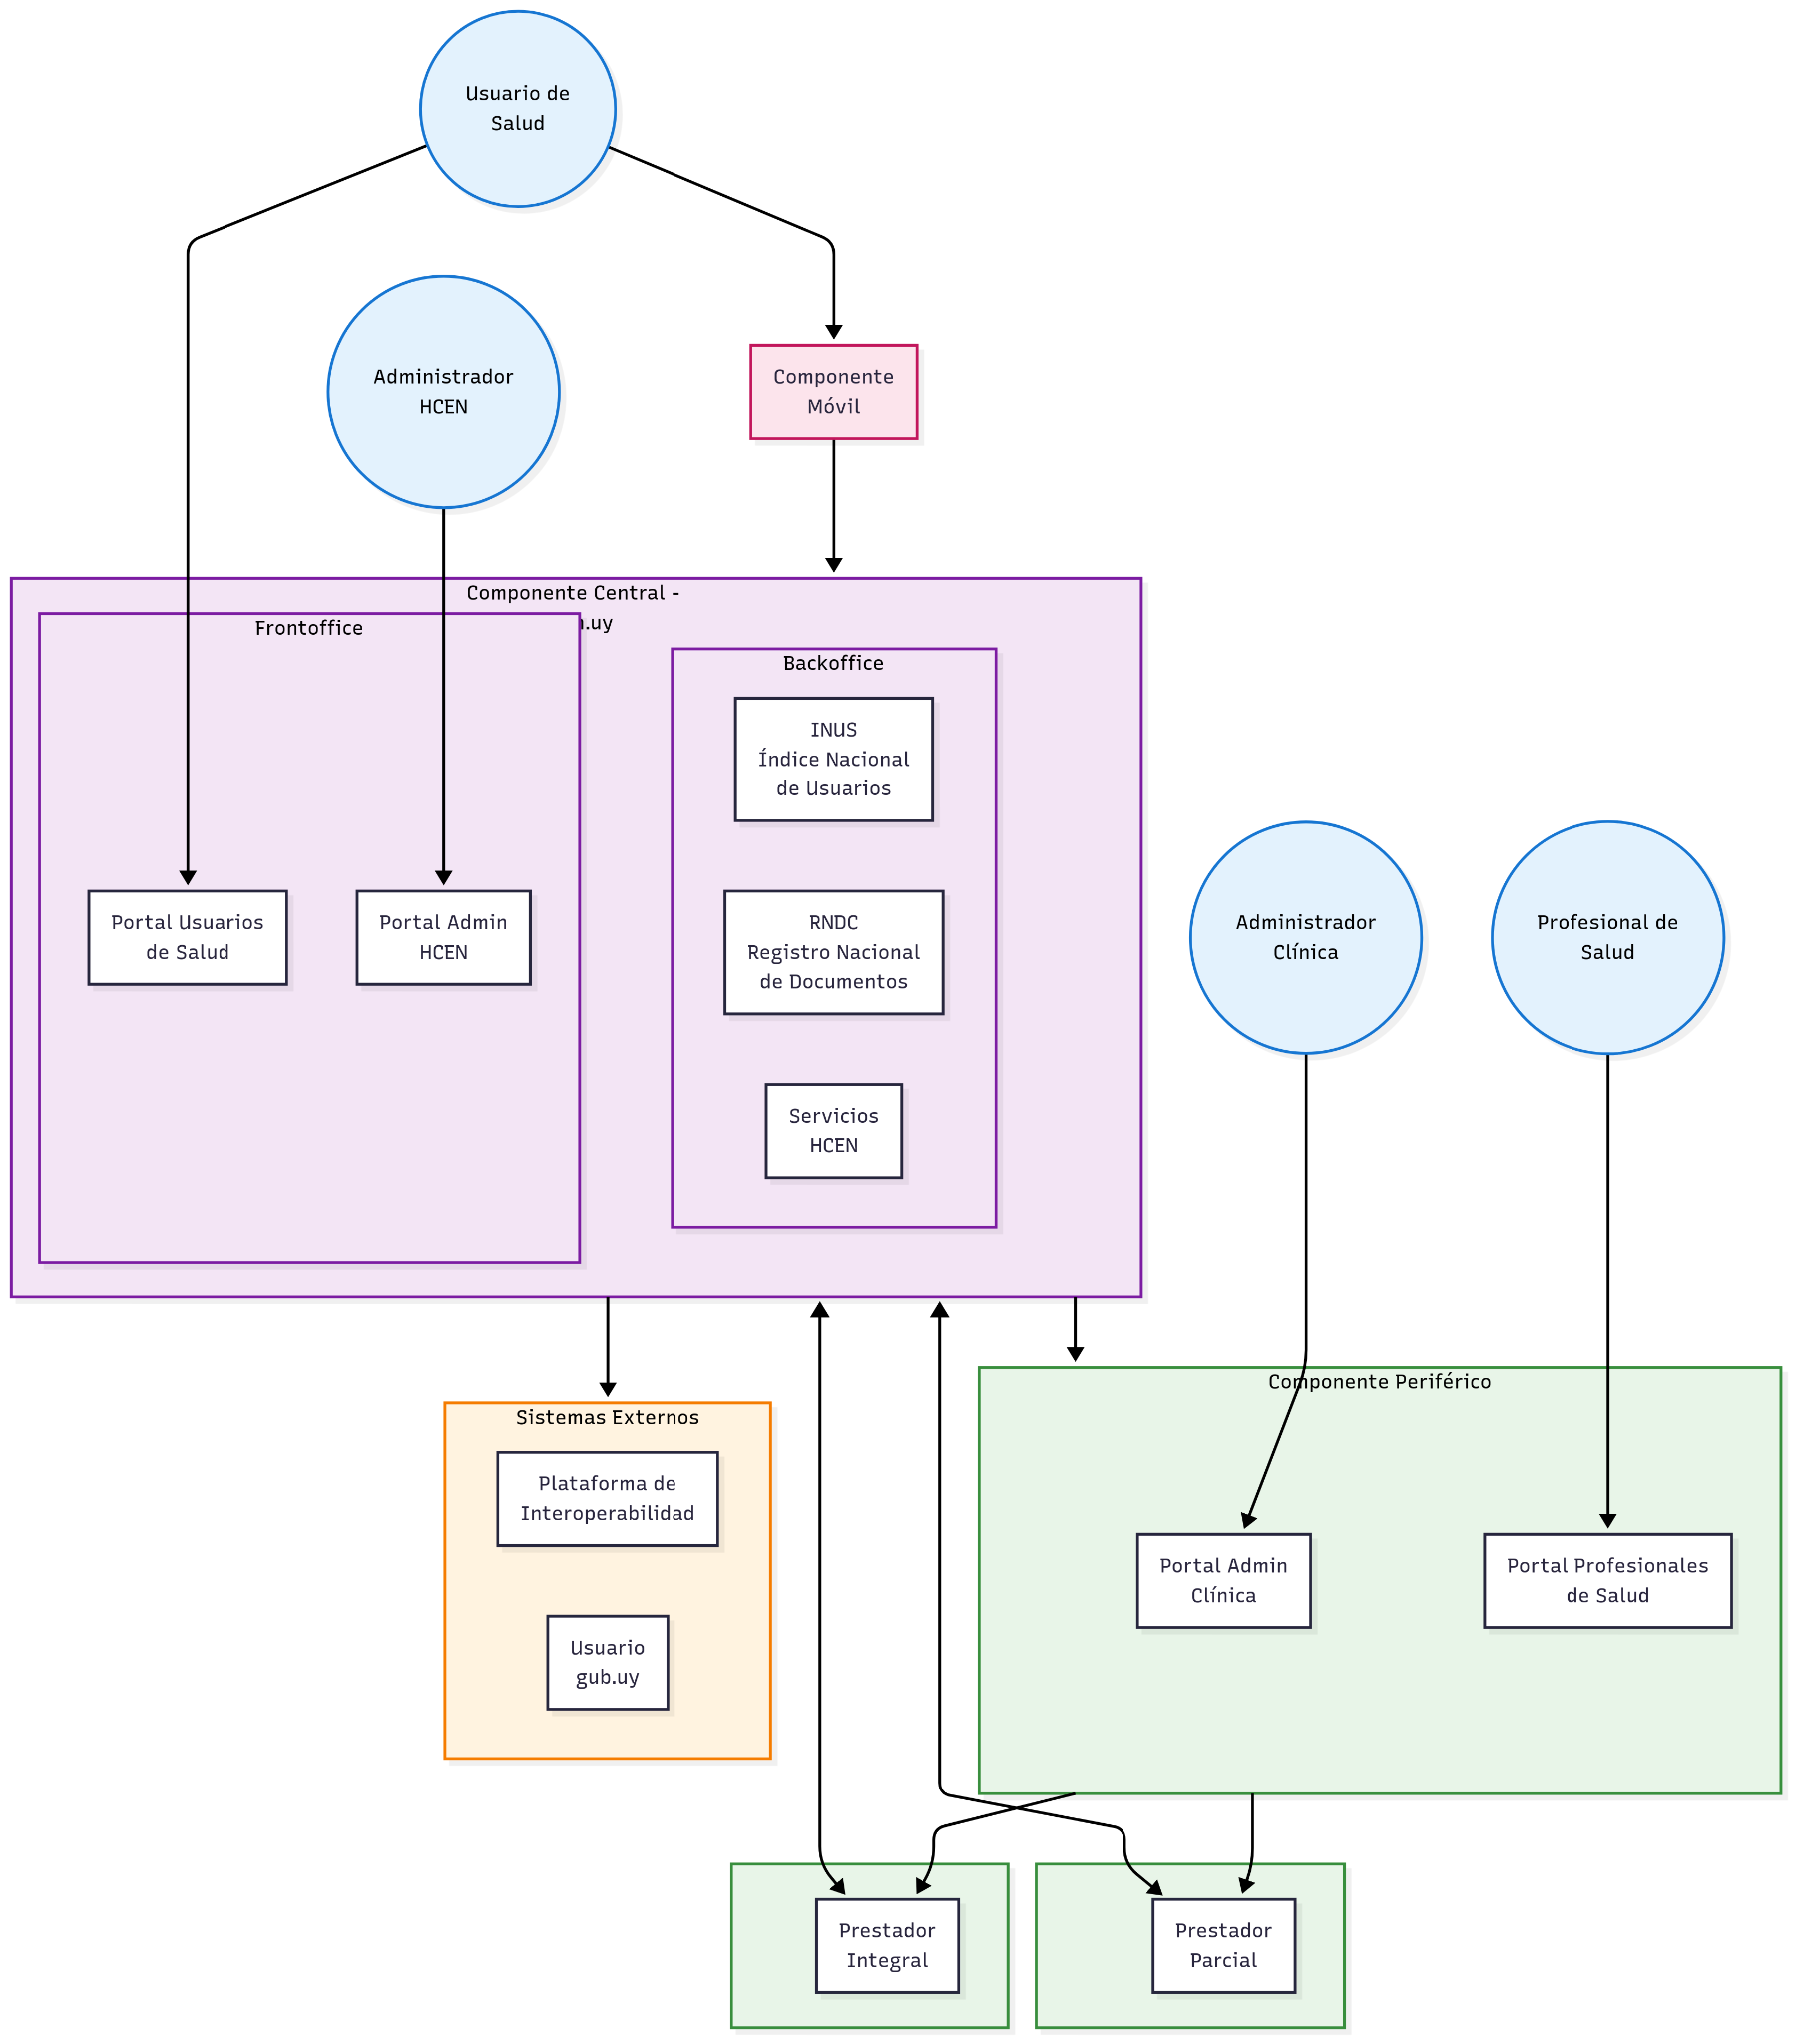 Usuario de
Salud
Administrador
HCEN
Componente
Móvil
Componente Central -
.uy
Frontoffice
Backoffice
INUS
Índice Nacional
de Usuarios
Portal Usuarios
de Salud
Portal Admin
HCEN
RNDC
Registro Nacional
de Documentos
Administrador
Clínica
Profesional de
Salud
Servicios
HCEN
Componente Periférico
Sistemas Externos
Plataforma de
Interoperabilidad
Portal Admin
Clínica
Portal Profesionales
de Salud
Usuario
gub.uy
Prestador
Integral
Prestador
Parcial